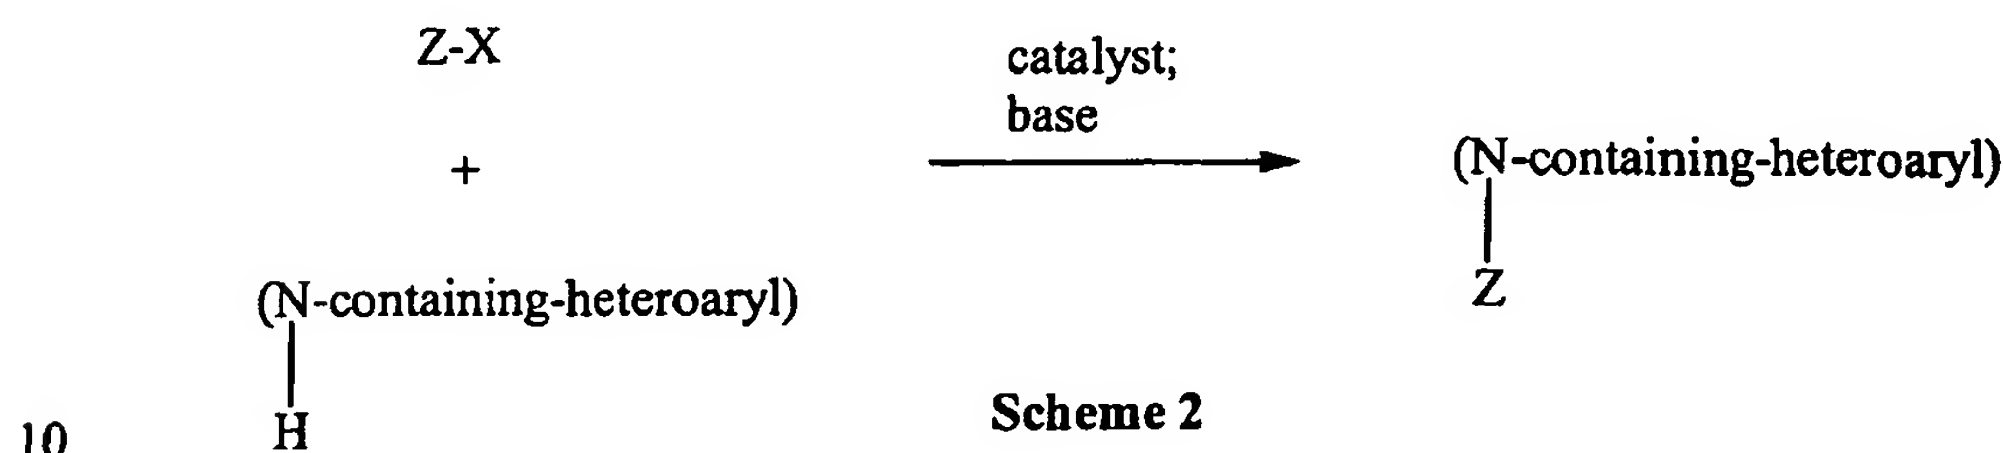 Z-X
catalyst;
base
+
(N-containing-heteroaryl)
Z
(N-containing-heteroaryl)
H
Scheme 2
10